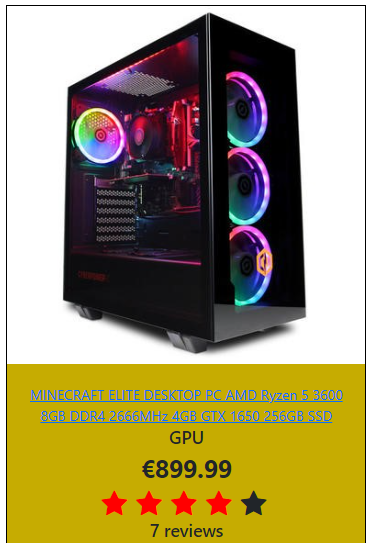 MINECRAFT ELITE DESKTOP PC AMD Ryzen 5 3600
8GB DDR4 2666MHz 4GB GTX 1650 256GB SSD
GPU
€899.99
7 reviews